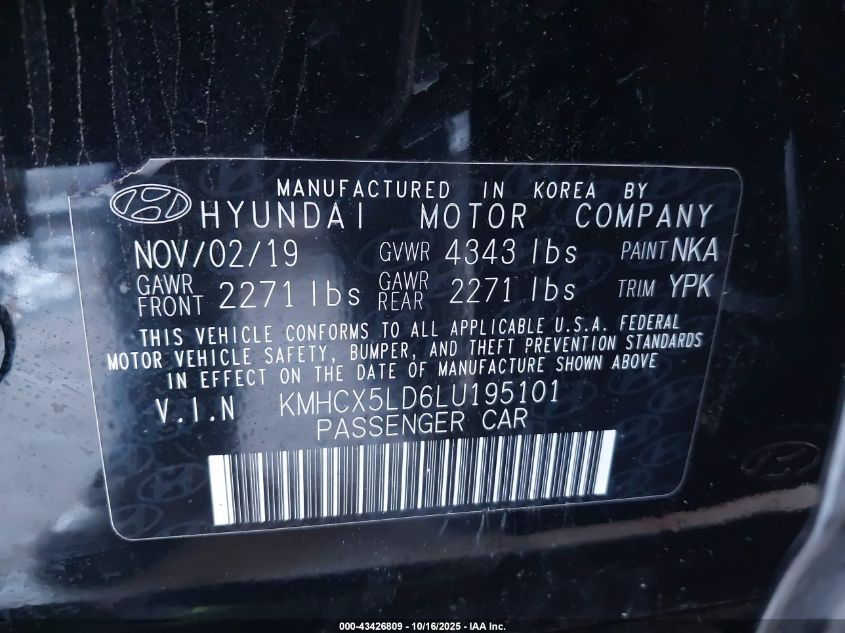 MANUFACTURED IN KOREA BY
HYUNDAI MOTOR COMPANY
NOV/02/19 GVWR 4343 lbs PAINT NKA
GAWR FRONT 2271 lbs GAWR REAR 2271 lbs TRIM YPK
THIS VEHICLE CONFORMS TO ALL APPLICABLE U.S.A. FEDERAL
MOTOR VEHICLE SAFETY, BUMPER, AND THEFT PREVENTION STANDARDS
IN EFFECT ON THE DATE OF MANUFACTURE SHOWN ABOVE
V.I.N KMHCX5LD6LU195101
PASSENGER CAR
000-43426809 - 10/16/2025 - IAA Inc.